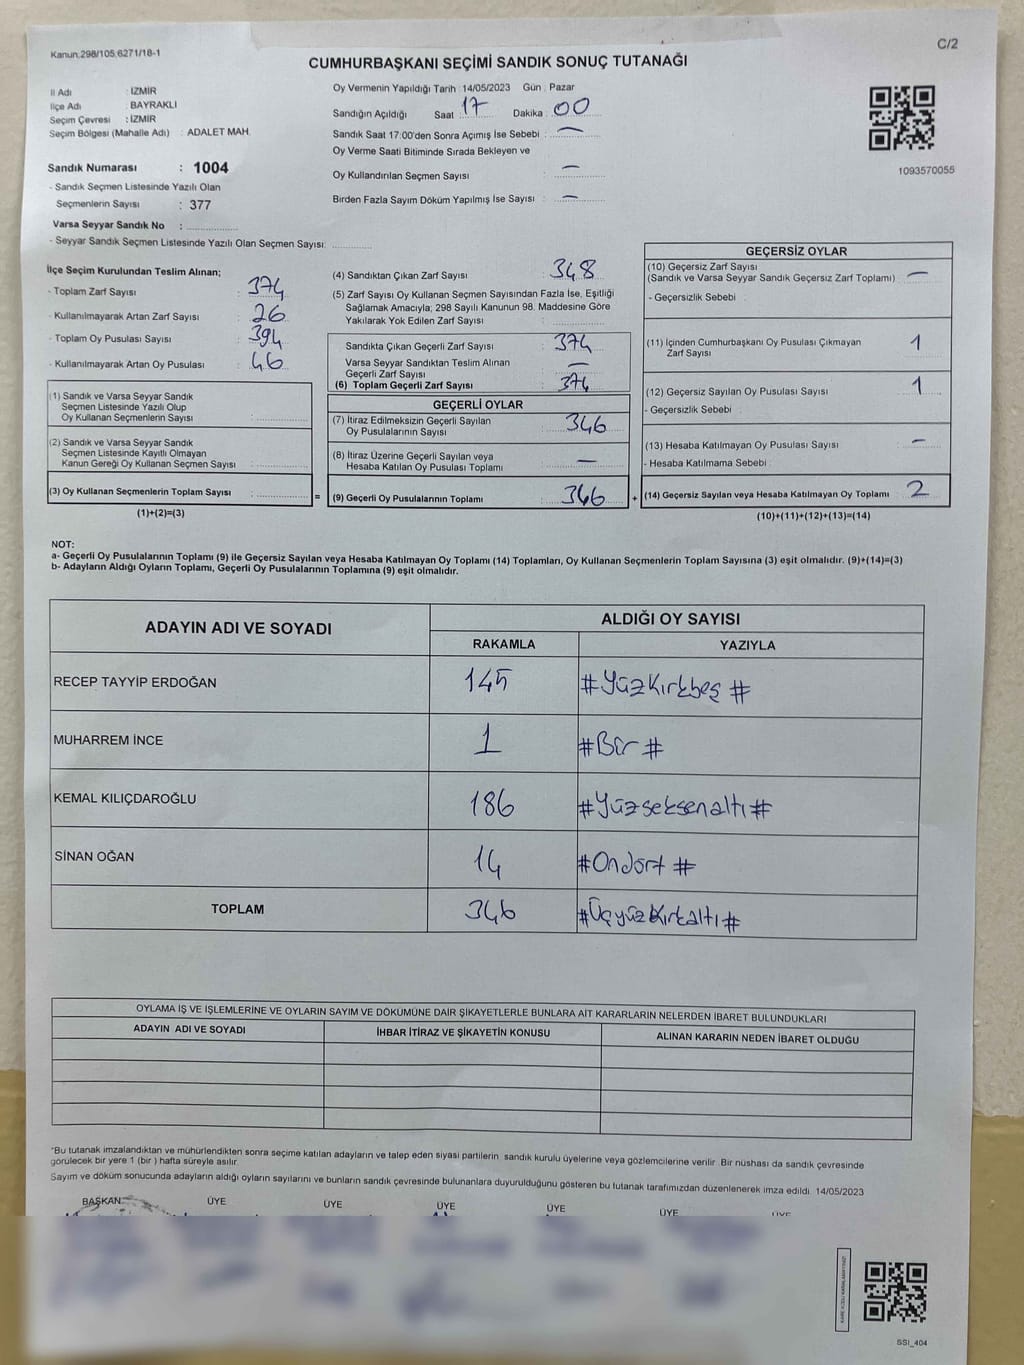 Kanun:298/105,6271/18-1
C/2
CUMHURBAŞKANI SEÇİMİ SANDIK SONUÇ TUTANAĞI
İl Adı : İZMİR
İlçe Adı : BAYRAKLI
Seçim Çevresi : İZMİR
Seçim Bölgesi (Mahalle Adı) : ADALET MAH.
Sandık Numarası : 1004
- Sandık Seçmen Listesinde Yazılı Olan
Seçmenlerin Sayısı : 377
Varsa Seyyar Sandık No :
- Seyyar Sandık Seçmen Listesinde Yazılı Olan Seçmen Sayısı:
Oy Vermenin Yapıldığı Tarih : 14/05/2023 Gün : Pazar
Sandığın Açıldığı Saat : 17 Dakika : 00
Sandık Saat 17:00'den Sonra Açımış İse Sebebi : —
Oy Verme Saati Bitiminde Sırada Bekleyen ve
Oy Kullandırılan Seçmen Sayısı : —
Birden Fazla Sayım Döküm Yapılmış İse Sayısı : —
1093570055
İlçe Seçim Kurulundan Teslim Alınan;
- Toplam Zarf Sayısı : 374
- Kullanılmayarak Artan Zarf Sayısı : 26
- Toplam Oy Pusulası Sayısı : 394
- Kullanılmayarak Artan Oy Pusulası : 46
(1) Sandık ve Varsa Seyyar Sandık
Seçmen Listesinde Yazılı Olup
Oy Kullanan Seçmenlerin Sayısı :
(2) Sandık ve Varsa Seyyar Sandık
Seçmen Listesinde Kayıtlı Olmayan
Kanun Gereği Oy Kullanan Seçmen Sayısı :
(3) Oy Kullanan Seçmenlerin Toplam Sayısı :
(1)+(2)=(3)
(4) Sandıktan Çıkan Zarf Sayısı : 348
(5) Zarf Sayısı Oy Kullanan Seçmen Sayısından Fazla İse, Eşitliği
Sağlamak Amacıyla; 298 Sayılı Kanunun 98. Maddesine Göre
Yakılarak Yok Edilen Zarf Sayısı :
Sandıkta Çıkan Geçerli Zarf Sayısı : 374
Varsa Seyyar Sandıktan Teslim Alınan
Geçerli Zarf Sayısı : —
(6) Toplam Geçerli Zarf Sayısı : 374
GEÇERLİ OYLAR
(7) İtiraz Edilmeksizin Geçerli Sayılan
Oy Pusulalarının Sayısı : 346
(8) İtiraz Üzerine Geçerli Sayılan veya
Hesaba Katılan Oy Pusulası Toplamı : —
= (9) Geçerli Oy Pusulalarının Toplamı : 346 +
GEÇERSİZ OYLAR
(10) Geçersiz Zarf Sayısı
(Sandık ve Varsa Seyyar Sandık Geçersiz Zarf Toplamı) : —
- Geçersizlik Sebebi :
(11) İçinden Cumhurbaşkanı Oy Pusulası Çıkmayan
Zarf Sayısı : 1
(12) Geçersiz Sayılan Oy Pusulası Sayısı : 1
- Geçersizlik Sebebi :
(13) Hesaba Katılmayan Oy Pusulası Sayısı : —
- Hesaba Katılmama Sebebi :
(14) Geçersiz Sayılan veya Hesaba Katılmayan Oy Toplamı : 2
(10)+(11)+(12)+(13)=(14)
NOT:
a- Geçerli Oy Pusulalarının Toplamı (9) ile Geçersiz Sayılan veya Hesaba Katılmayan Oy Toplamı (14) Toplamları, Oy Kullanan Seçmenlerin Toplam Sayısına (3) eşit olmalıdır. (9)+(14)=(3)
b- Adayların Aldığı Oyların Toplamı, Geçerli Oy Pusulalarının Toplamına (9) eşit olmalıdır.
ADAYIN ADI VE SOYADI
ALDIĞI OY SAYISI
RAKAMLA YAZIYLA
RECEP TAYYİP ERDOĞAN 145 #Yüzkırkbeş #
MUHARREM İNCE 1 #Bir #
KEMAL KILIÇDAROĞLU 186 #Yüzseksenaltı #
SİNAN OĞAN 14 #Ondört #
TOPLAM 346 #Üçyüzkırkaltı #
OYLAMA İŞ VE İŞLEMLERİNE VE OYLARIN SAYIM VE DÖKÜMÜNE DAİR ŞİKAYETLERLE BUNLARA AİT KARARLARIN NELERDEN İBARET BULUNDUKLARI
ADAYIN ADI VE SOYADI İHBAR İTİRAZ VE ŞİKAYETİN KONUSU ALINAN KARARIN NEDEN İBARET OLDUĞU
*Bu tutanak imzalandıktan ve mühürlendikten sonra seçime katılan adayların ve talep eden siyasi partilerin sandık kurulu üyelerine veya gözlemcilerine verilir. Bir nüshası da sandık çevresinde
görülecek bir yere 1 (bir ) hafta süreyle asılır.
Sayım ve döküm sonucunda adayların aldığı oyların sayılarını ve bunların sandık çevresinde bulunanlara duyurulduğunu gösteren bu tutanak tarafımızdan düzenlenerek imza edildi. 14/05/2023
BAŞKAN ÜYE ÜYE ÜYE ÜYE ÜYE ÜYE
SSI_404